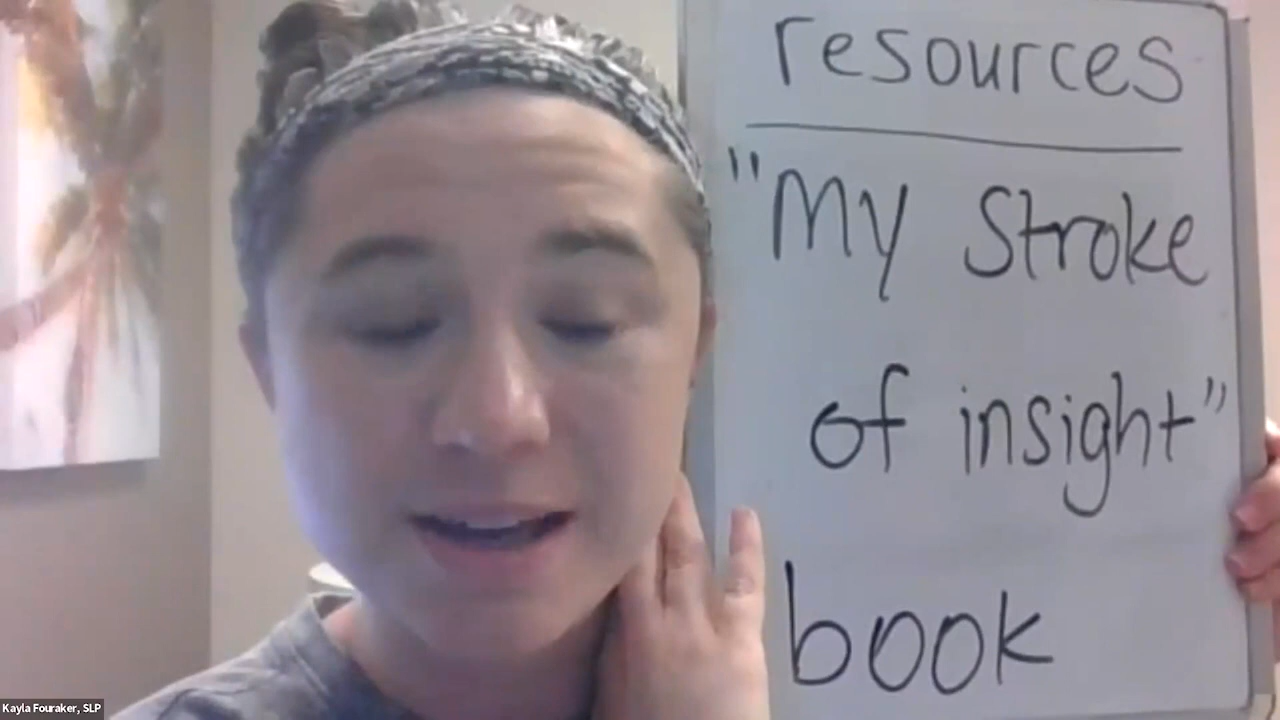 resources
"My Stroke
of insight"
book
Kayla Fouraker, SLP